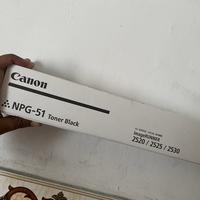 Canon
NPG-51 Toner Black
imageRUNNER
2520 / 2525 / 2530